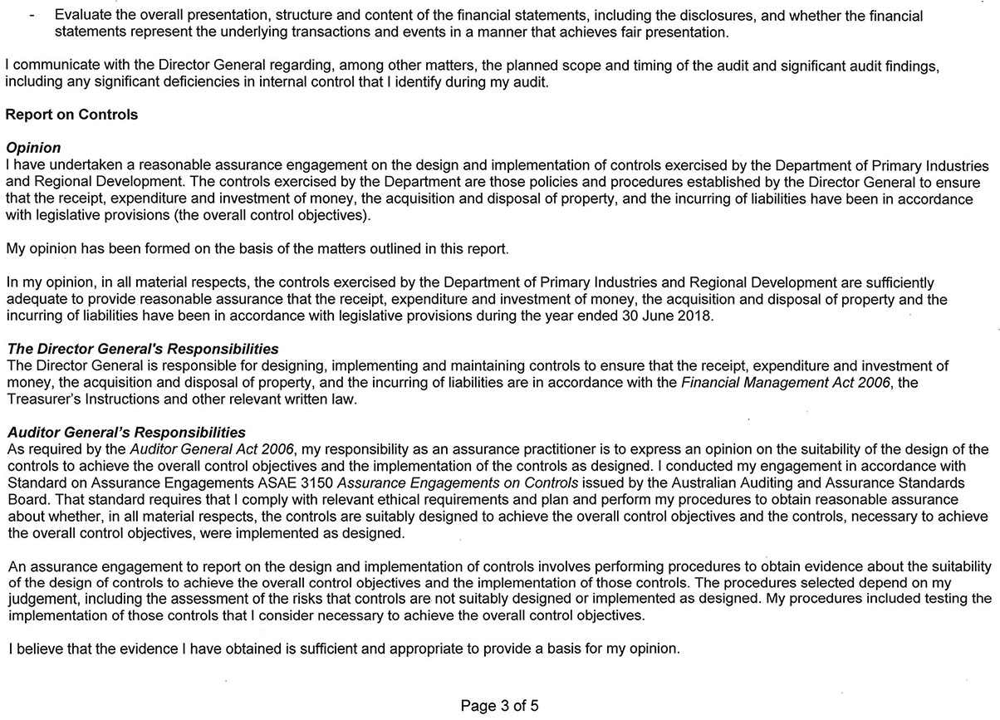 - Evaluate the overall presentation, structure and content of the financial statements, including the disclosures, and whether the financial
statements represent the underlying transactions and events in a manner that achieves fair presentation.
I communicate with the Director General regarding, among other matters, the planned scope and timing of the audit and significant audit findings,
including any significant deficiencies in internal control that I identify during my audit.
Report on Controls
Opinion
I have undertaken a reasonable assurance engagement on the design and implementation of controls exercised by the Department of Primary Industries
and Regional Development. The controls exercised by the Department are those policies and procedures established by the Director General to ensure
that the receipt, expenditure and investment of money, the acquisition and disposal of property, and the incurring of liabilities have been in accordance
with legislative provisions (the overall control objectives).
My opinion has been formed on the basis of the matters outlined in this report.
In my opinion, in all material respects, the controls exercised by the Department of Primary Industries and Regional Development are sufficiently
adequate to provide reasonable assurance that the receipt, expenditure and investment of money, the acquisition and disposal of property and the
incurring of liabilities have been in accordance with legislative provisions during the year ended 30 June 2018.
The Director General's Responsibilities
The Director General is responsible for designing, implementing and maintaining controls to ensure that the receipt, expenditure and investment of
money, the acquisition and disposal of property, and the incurring of liabilities are in accordance with the Financial Management Act 2006, the
Treasurer's Instructions and other relevant written law.
Auditor General's Responsibilities
As required by the Auditor General Act 2006, my responsibility as an assurance practitioner is to express an opinion on the suitability of the design of the
controls to achieve the overall control objectives and the implementation of the controls as designed. I conducted my engagement in accordance with
Standard on Assurance Engagements ASAE 3150 Assurance Engagements on Controls issued by the Australian Auditing and Assurance Standards
Board. That standard requires that I comply with relevant ethical requirements and plan and perform my procedures to obtain reasonable assurance
about whether, in all material respects, the controls are suitably designed to achieve the overall control objectives and the controls, necessary to achieve
the overall control objectives, were implemented as designed.
An assurance engagement to report on the design and implementation of controls involves performing procedures to obtain evidence about the suitability
of the design of controls to achieve the overall control objectives and the implementation of those controls. The procedures selected depend on my
judgement, including the assessment of the risks that controls are not suitably designed or implemented as designed. My procedures included testing the
implementation of those controls that I consider necessary to achieve the overall control objectives.
I believe that the evidence I have obtained is sufficient and appropriate to provide a basis for my opinion.
Page 3 of 5